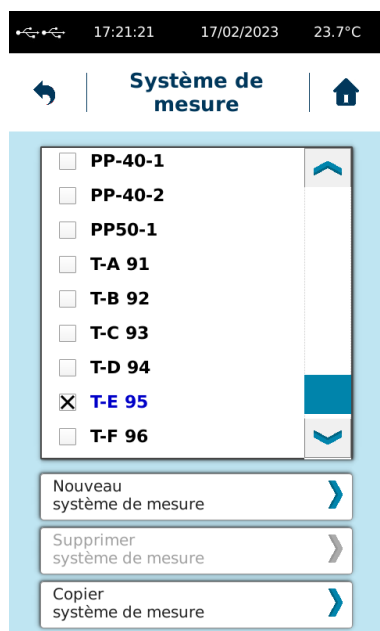 17:21:21 17/02/2023 23.7°C
Système de
mesure
PP-40-1
PP-40-2
PP50-1
T-A 91
T-B 92
T-C 93
T-D 94
T-E 95
T-F 96
Nouveau
système de mesure
Supprimer
système de mesure
Copier
système de mesure